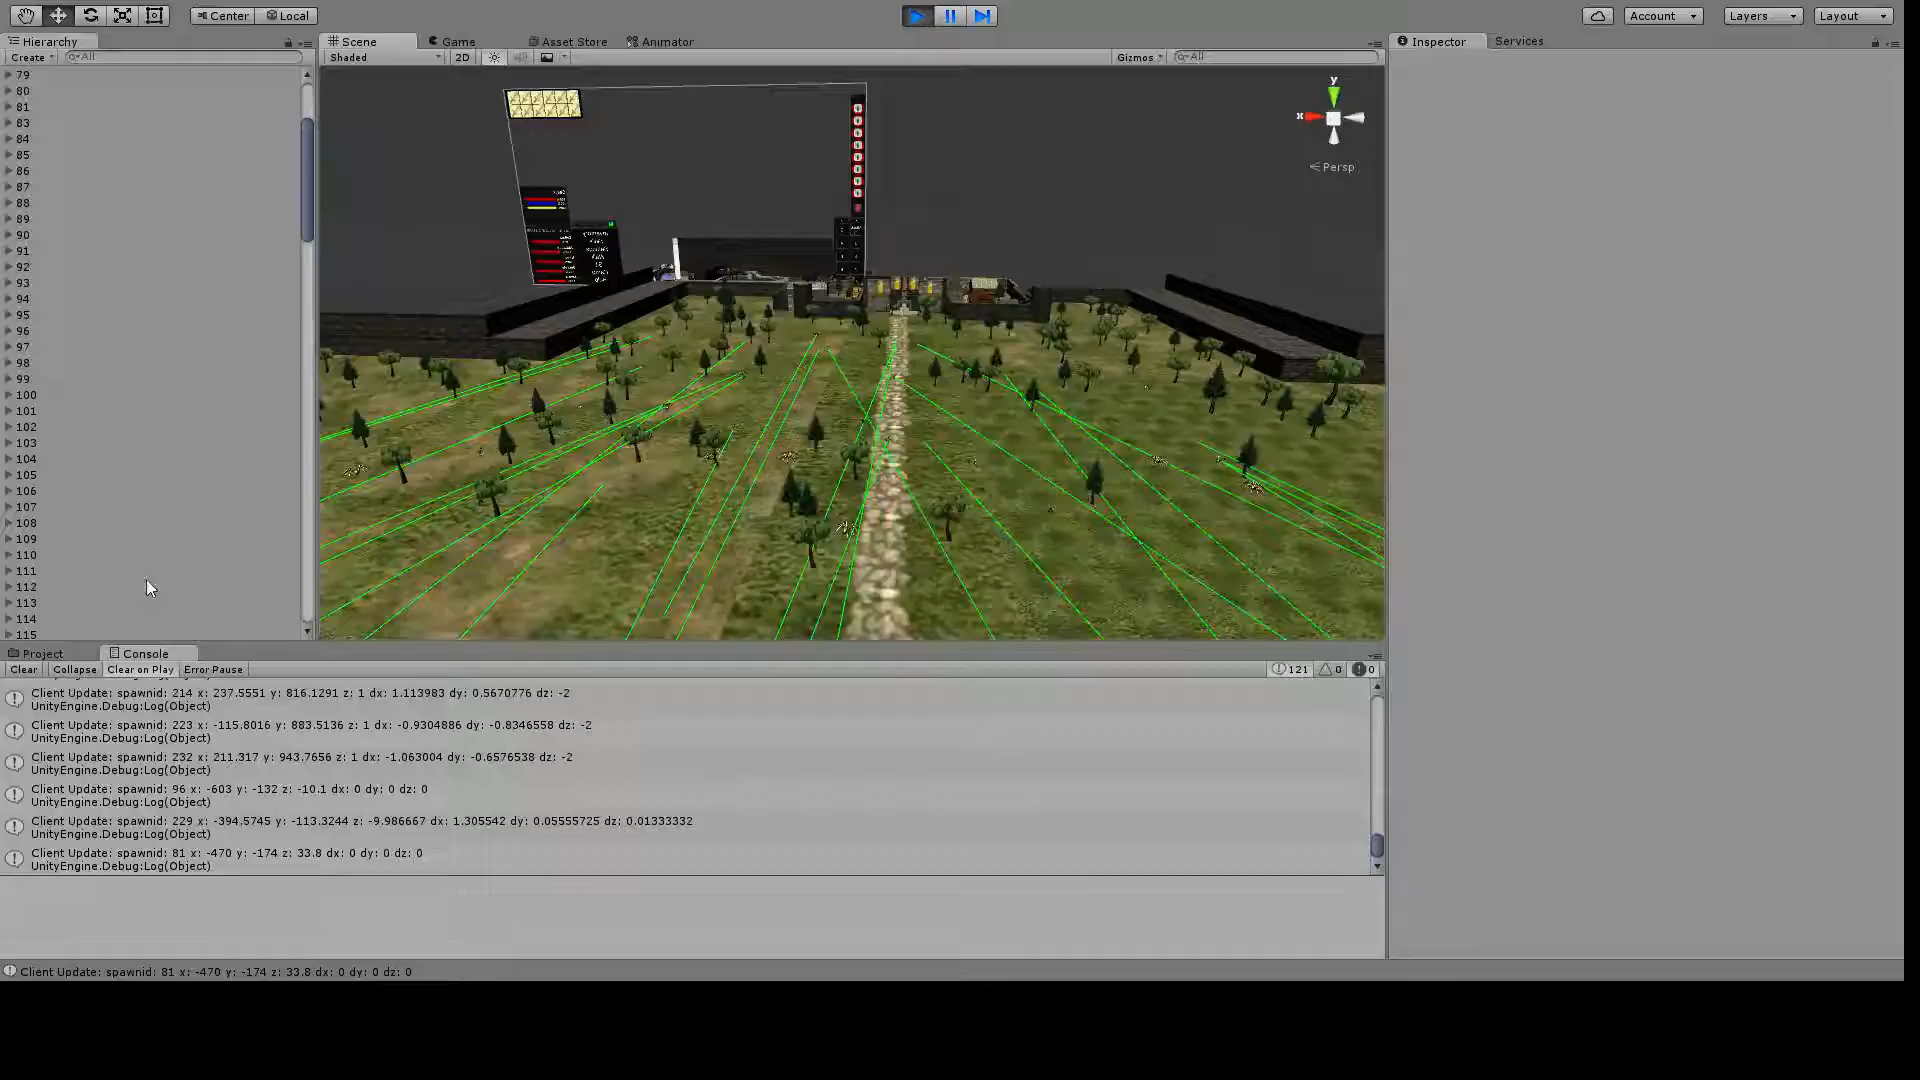 Center
Local
Account
Layers
Layout
Hierarchy
Scene
Game
Asset Store
Animator
Inspector
Services
Create
All
Shaded
2D
Gizmos
All
79
80
81
83
84
85
86
87
88
89
90
91
92
93
94
95
96
97
98
99
100
101
102
103
104
105
106
107
108
109
110
111
112
113
114
115
y
x
Persp
Project
Console
Clear
Collapse
Clear on Play
Error Pause
121
0
0
Client Update: spawnid: 214 x: 237.5551 y: 816.1291 z: 1 dx: 1.113983 dy: 0.5670776 dz: -2
UnityEngine.Debug:Log(Object)
Client Update: spawnid: 223 x: -115.8016 y: 883.5136 z: 1 dx: -0.9304886 dy: -0.8346558 dz: -2
UnityEngine.Debug:Log(Object)
Client Update: spawnid: 232 x: 211.317 y: 943.7656 z: 1 dx: -1.063004 dy: -0.6576538 dz: -2
UnityEngine.Debug:Log(Object)
Client Update: spawnid: 96 x: -603 y: -132 z: -10.1 dx: 0 dy: 0 dz: 0
UnityEngine.Debug:Log(Object)
Client Update: spawnid: 229 x: -394.5745 y: -113.3244 z: -9.986667 dx: 1.305542 dy: 0.05555725 dz: 0.01333332
UnityEngine.Debug:Log(Object)
Client Update: spawnid: 81 x: -470 y: -174 z: 33.8 dx: 0 dy: 0 dz: 0
UnityEngine.Debug:Log(Object)
Client Update: spawnid: 81 x: -470 y: -174 z: 33.8 dx: 0 dy: 0 dz: 0